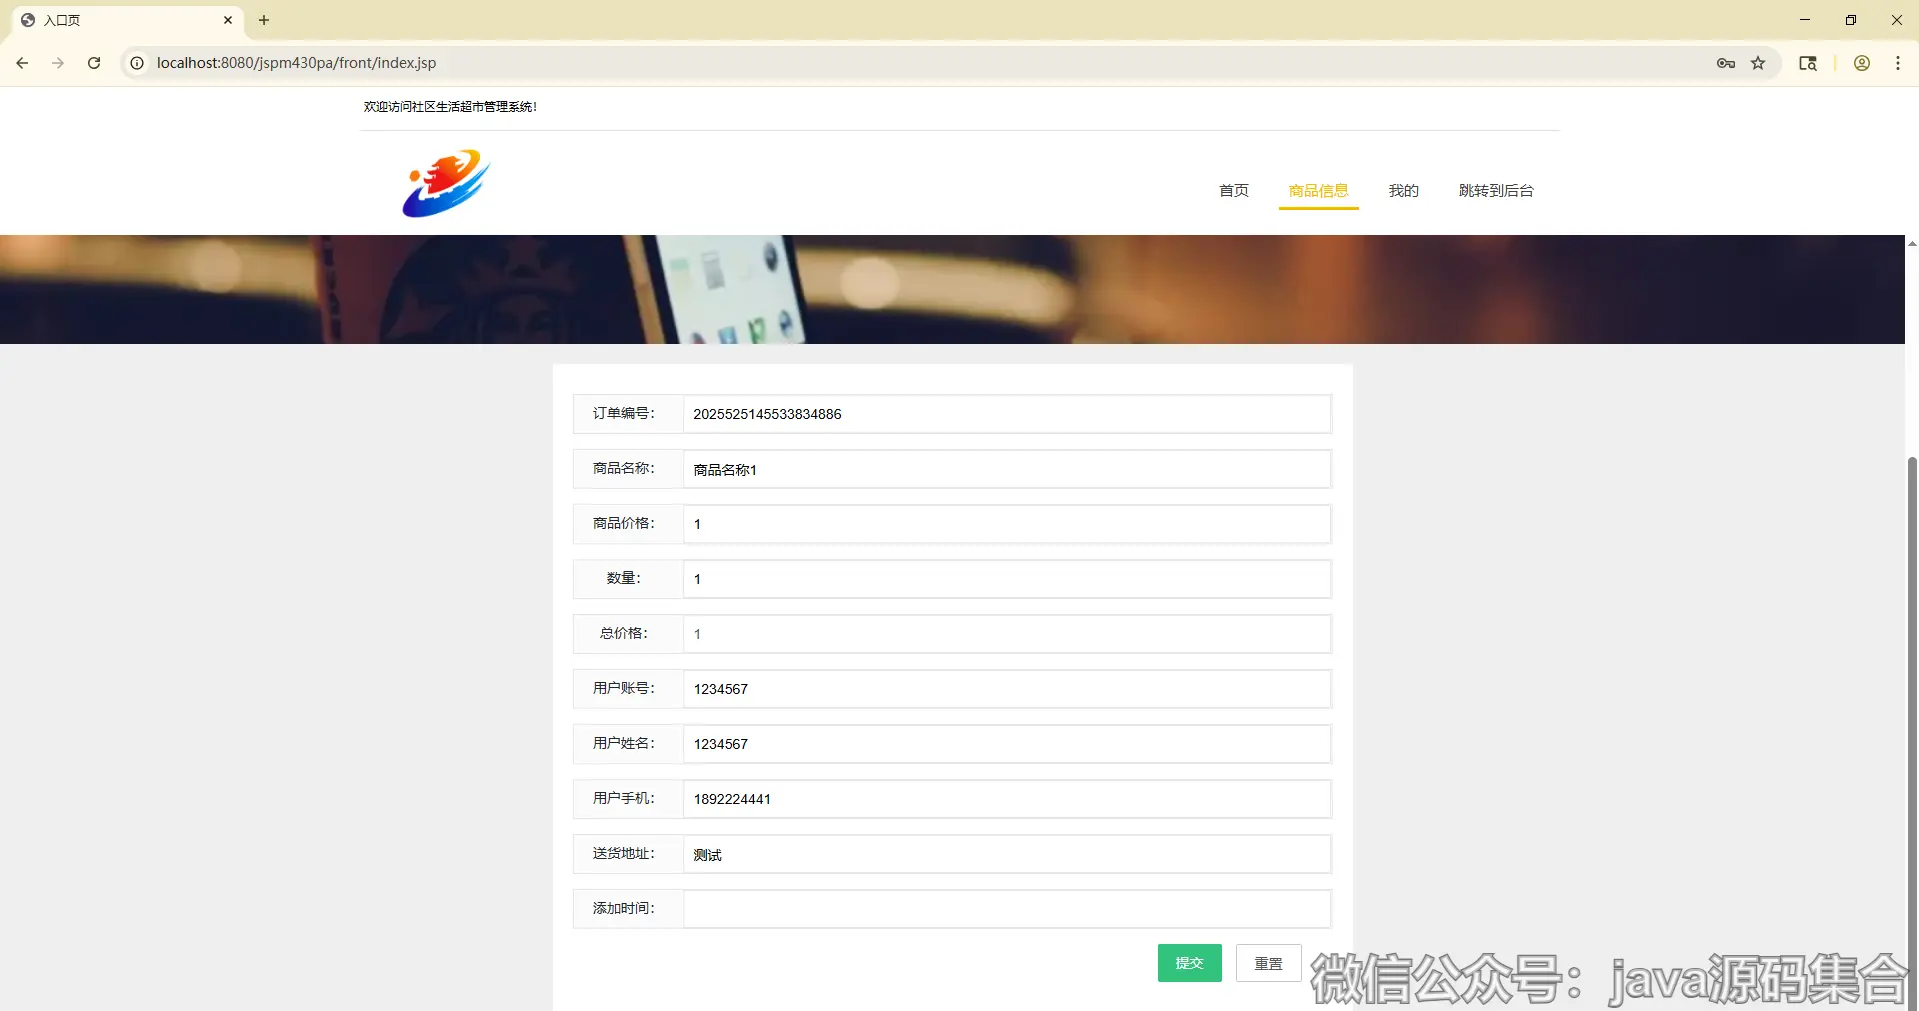 入口页
localhost:8080/jspm430pa/front/index.jsp
欢迎访问社区生活超市管理系统!
首页
商品信息
我的
跳转到后台
订单编号： 2025525145533834886
商品名称： 商品名称1
商品价格： 1
数量： 1
总价格： 1
用户账号： 1234567
用户姓名： 1234567
用户手机： 1892224441
送货地址： 测试
添加时间：
提交
重置
微信公众号：java源码集合